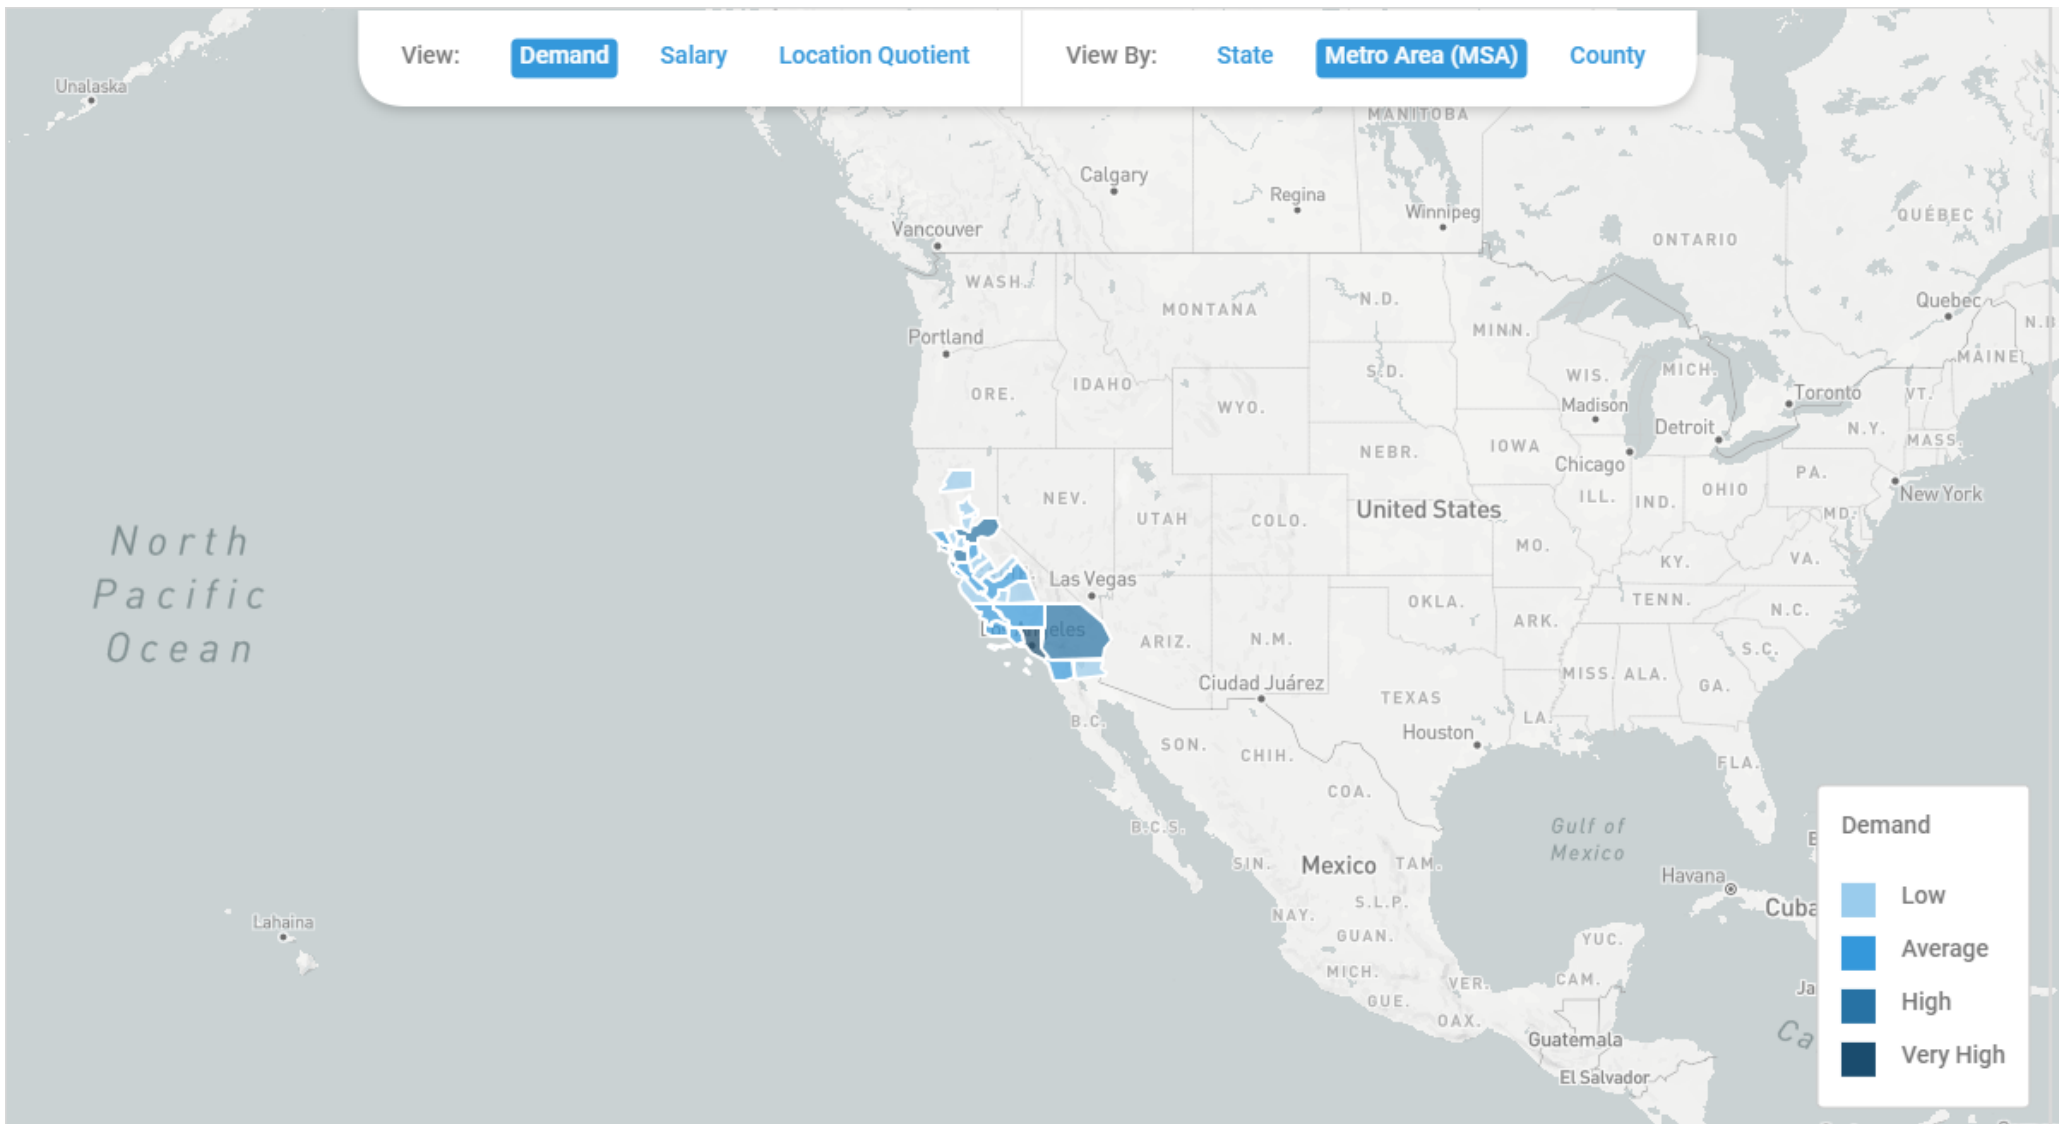 View: Demand Salary Location Quotient View By: State Metro Area (MSA) County
Unalaska
MANITOBA
Calgary
Regina
Winnipeg
QUÉBEC
Vancouver
ONTARIO
WASH.
MONTANA
N.D.
Quebec
MINN.
N.B
Portland
MAINE
S.D.
WIS.
MICH.
IDAHO
ORE.
Toronto
VT.
WYO.
Madison
Detroit
N.Y.
MASS.
NEBR.
IOWA
Chicago
PA.
NEV.
ILL.
IND.
OHIO
New York
United States
UTAH
COLO.
MD.
North
Pacific
Ocean
MO.
KY.
VA.
Las Vegas
OKLA.
TENN.
N.C.
ARK.
Los Angeles
ARIZ.
N.M.
S.C.
MISS.
ALA.
GA.
Ciudad Juárez
TEXAS
B.C.
LA.
Houston
SON.
CHIH.
FLA.
COA.
B.C.S.
Gulf of
Mexico
SIN.
Mexico
TAM.
Havana
Cuba
S.L.P.
NAY.
Lahaina
GUAN.
YUC.
MICH.
VER.
CAM.
Ja
GUE.
OAX.
Ca
Guatemala
El Salvador
Demand
Low
Average
High
Very High